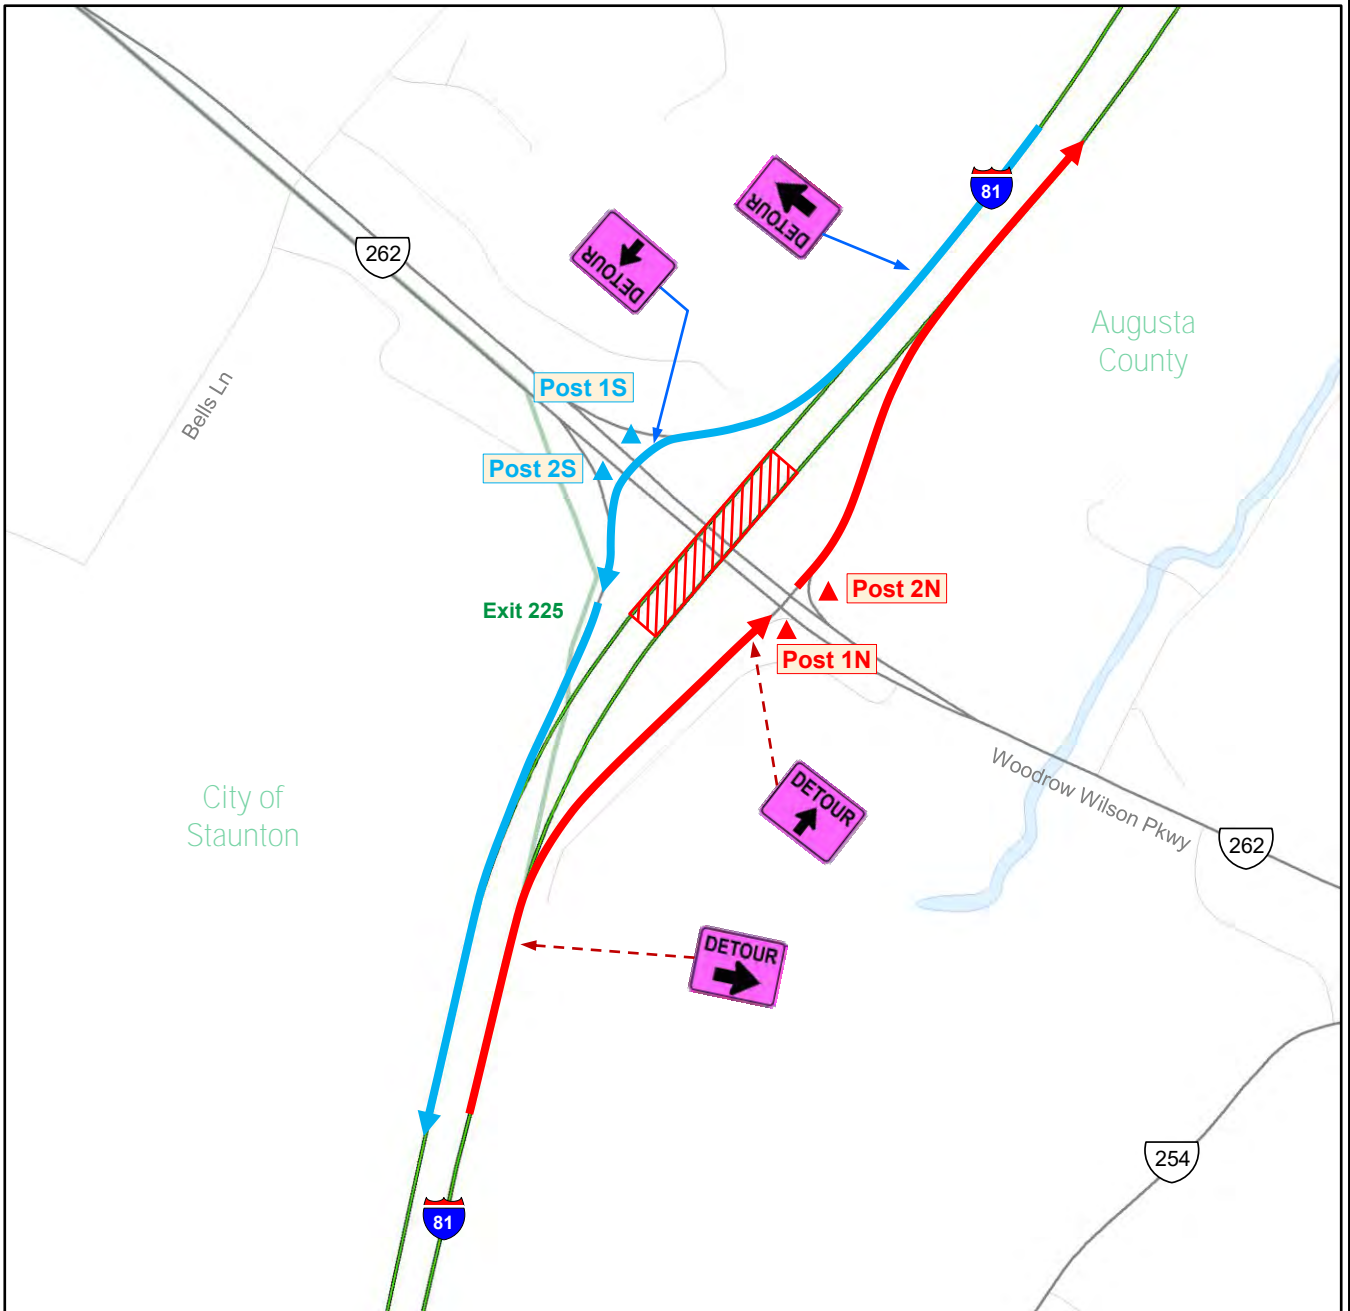 81
DETOUR
DETOUR
262
Augusta
County
Post 1S
Bells Ln
Post 2S
Post 2N
Exit 225
Post 1N
Woodrow Wilson Pkwy
DETOUR
City of
Staunton
262
DETOUR
254
81